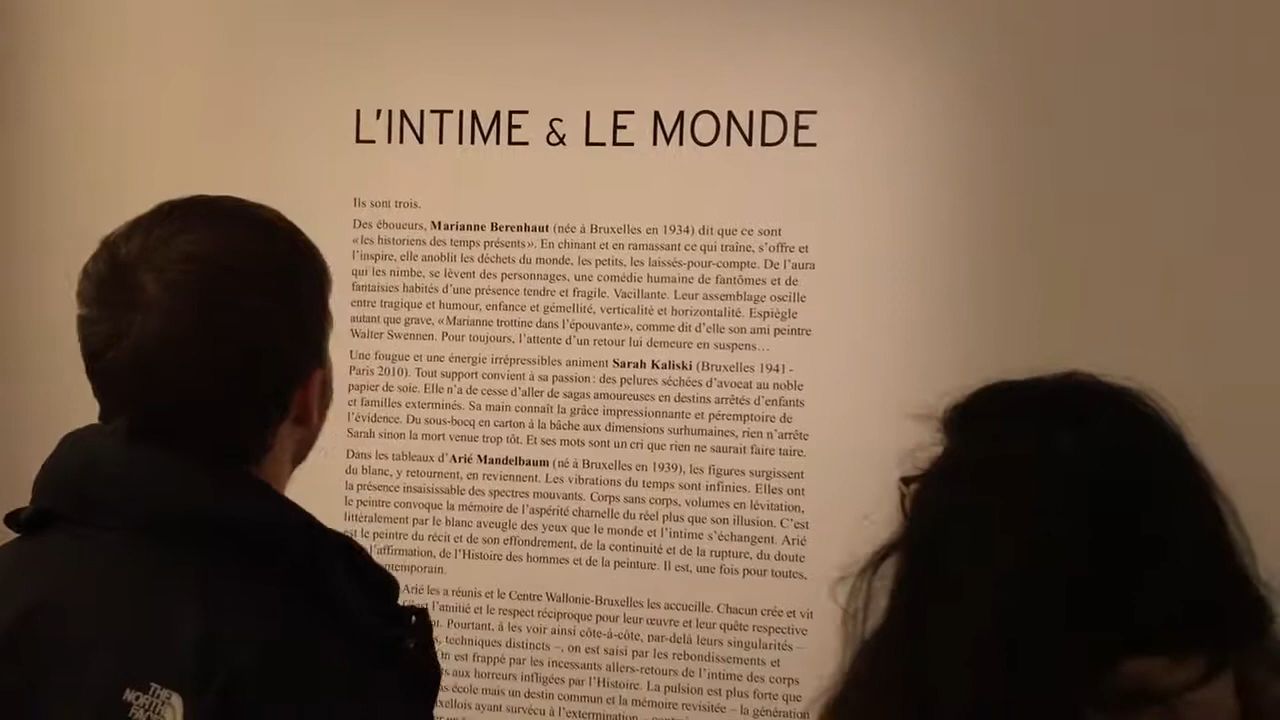 L'INTIME & LE MONDE
Ils sont trois.
Des éboueurs, Marianne Berenhaut (née à Bruxelles en 1934) dit que ce sont
« les historiens des temps présents ». En chinant et en ramassant ce qui traîne, s'offre et
l'inspire, elle anoblit les déchets du monde, les petits, les laissés-pour-compte. De l'aura
qui les nimbe, se lèvent des personnages, une comédie humaine de fantômes et de
fantaisies habités d'une présence tendre et fragile. Vacillante. Leur assemblage oscille
entre tragique et humour, enfance et gémellité, verticalité et horizontalité. Espiègle
autant que grave, « Marianne trottine dans l'épouvante », comme dit d'elle son ami peintre
Walter Swennen. Pour toujours, l'attente d'un retour lui demeure en suspens…
Une fougue et une énergie irrépressibles animent Sarah Kaliski (Bruxelles 1941 -
Paris 2010). Tout support convient à sa passion : des pelures séchées d'avocat au noble
papier de soie. Elle n'a de cesse d'aller de sagas amoureuses en destins arrêtés d'enfants
et familles exterminés. Sa main connaît la grâce impressionnante et péremptoire de
l'évidence. Du sous-bocq en carton à la bâche aux dimensions surhumaines, rien n'arrête
Sarah sinon la mort venue trop tôt. Et ses mots sont un cri que rien ne saurait faire taire.
Dans les tableaux d'Arié Mandelbaum (né à Bruxelles en 1939), les figures surgissent
du blanc, y retournent, en reviennent. Les vibrations du temps sont infinies. Elles ont
la présence insaisissable des spectres mouvants. Corps sans corps, volumes en lévitation,
le peintre convoque la mémoire de l'aspérité charnelle du réel plus que son illusion. C'est
littéralement par le blanc aveugle des yeux que le monde et l'intime s'échangent. Arié
est le peintre du récit et de son effondrement, de la continuité et de la rupture, du doute
l'affirmation, de l'Histoire des hommes et de la peinture. Il est, une fois pour toutes,
ntemporain.
Arié les a réunis et le Centre Wallonie-Bruxelles les accueille. Chacun crée et vit
l'amitié et le respect réciproque pour leur œuvre et leur quête respective
Pourtant, à les voir ainsi côte-à-côte, par-delà leurs singularités –
techniques distincts –, on est saisi par les rebondissements et
n est frappé par les incessants allers-retours de l'intime des corps
s aux horreurs infligées par l'Histoire. La pulsion est plus forte que
s école mais un destin commun et la mémoire revisitée – la génération
xellois ayant survécu à l'extermination
THE
NORTH
FACE